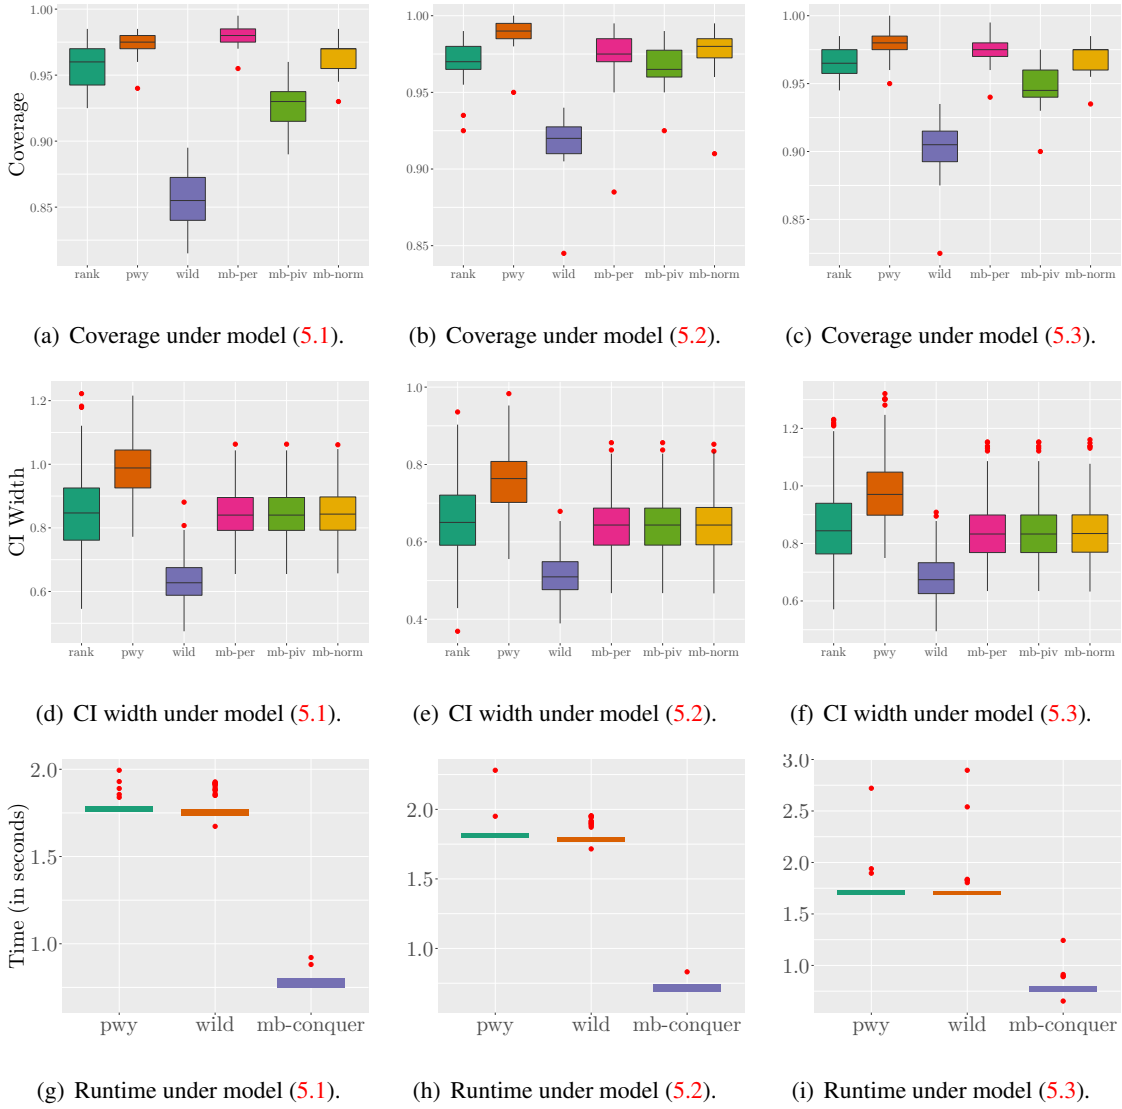 Coverage
1.00
0.95
0.90
0.85
rank pwy wild mb-per mb-piv mb-norm
1.00
0.95
0.90
0.85
rank pwy wild mb-per mb-piv mb-norm
1.00
0.95
0.90
0.85
rank pwy wild mb-per mb-piv mb-norm
(a) Coverage under model (5.1).
(b) Coverage under model (5.2).
(c) Coverage under model (5.3).
CI Width
1.2
1.0
0.8
0.6
rank pwy wild mb-per mb-piv mb-norm
1.0
0.8
0.6
0.4
rank pwy wild mb-per mb-piv mb-norm
1.2
1.0
0.8
0.6
rank pwy wild mb-per mb-piv mb-norm
(d) CI width under model (5.1).
(e) CI width under model (5.2).
(f) CI width under model (5.3).
Time (in seconds)
2.0
1.5
1.0
pwy wild mb-conquer
2.0
1.5
1.0
pwy wild mb-conquer
3.0
2.5
2.0
1.5
1.0
pwy wild mb-conquer
(g) Runtime under model (5.1).
(h) Runtime under model (5.2).
(i) Runtime under model (5.3).